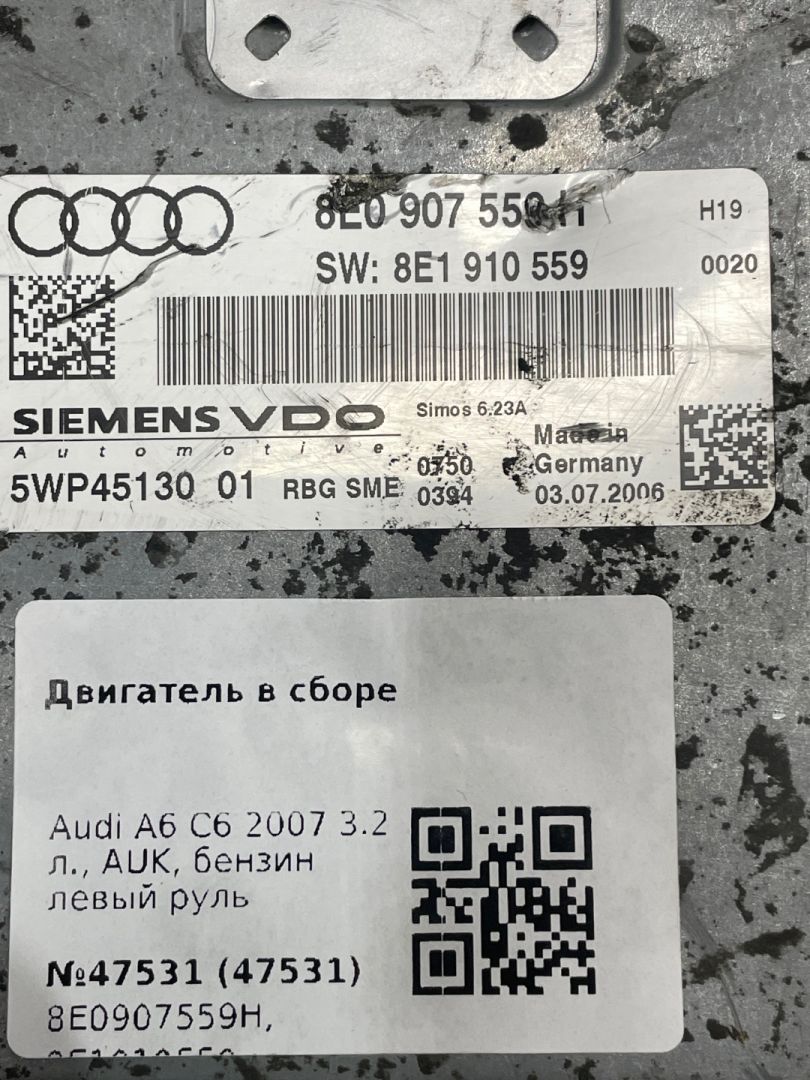 8E0 907 559 H
H19
SW: 8E1 910 559
0020
SIEMENS VDO
Automotive
Simos 6.23A
Made in
0750
Germany
5WP45130 01 RBG SME
0394
03.07.2006
Двигатель в сборе
Audi A6 C6 2007 3.2
л., AUK, бензин
левый руль
№47531 (47531)
8E0907559H,